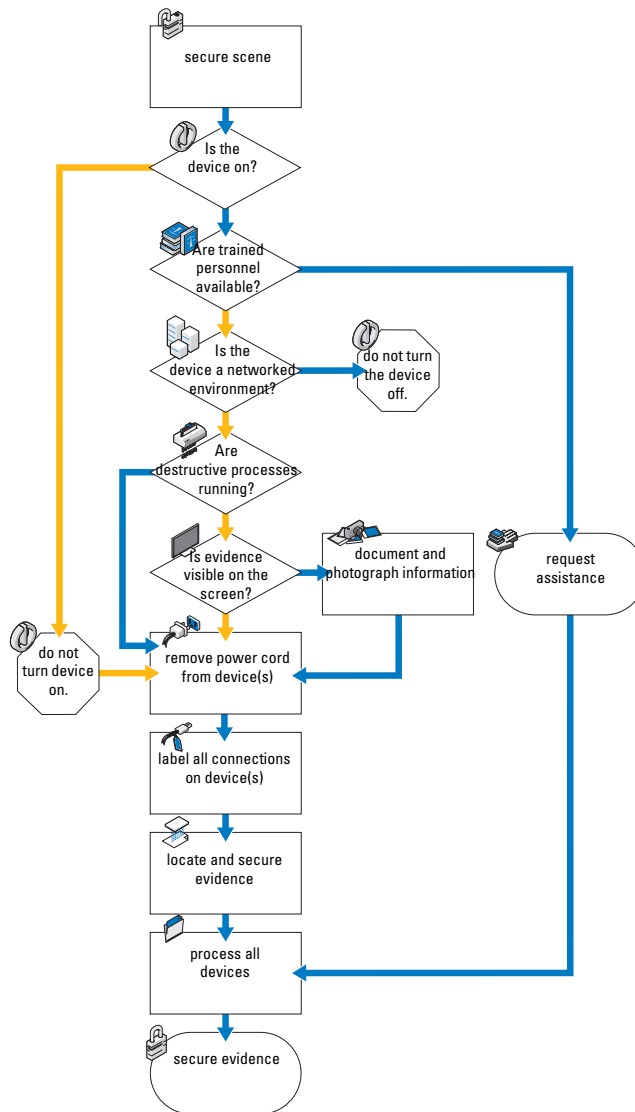 secure scene
Is the
device on?
Are trained
personnel
available?
Is the
device a networked
environment?
do not turn
the device
off.
Are
destructive processes
running?
Is evidence
visible on the
screen?
document and
photograph information
request
assistance
do not
turn device
on.
remove power cord
from device(s)
label all connections
on device(s)
locate and secure
evidence
process all
devices
secure evidence